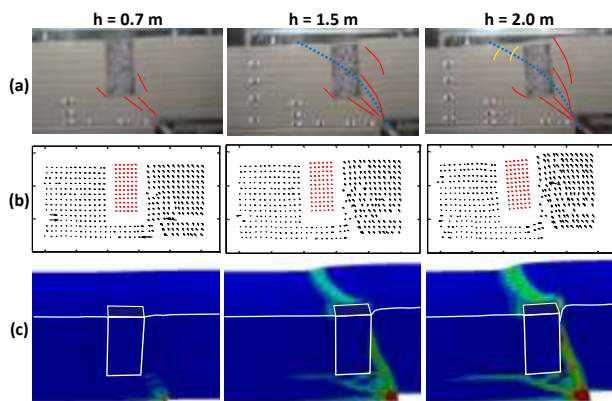 h = 0.7 m
h = 1.5 m
h = 2.0 m
(a)
(b)
(c)